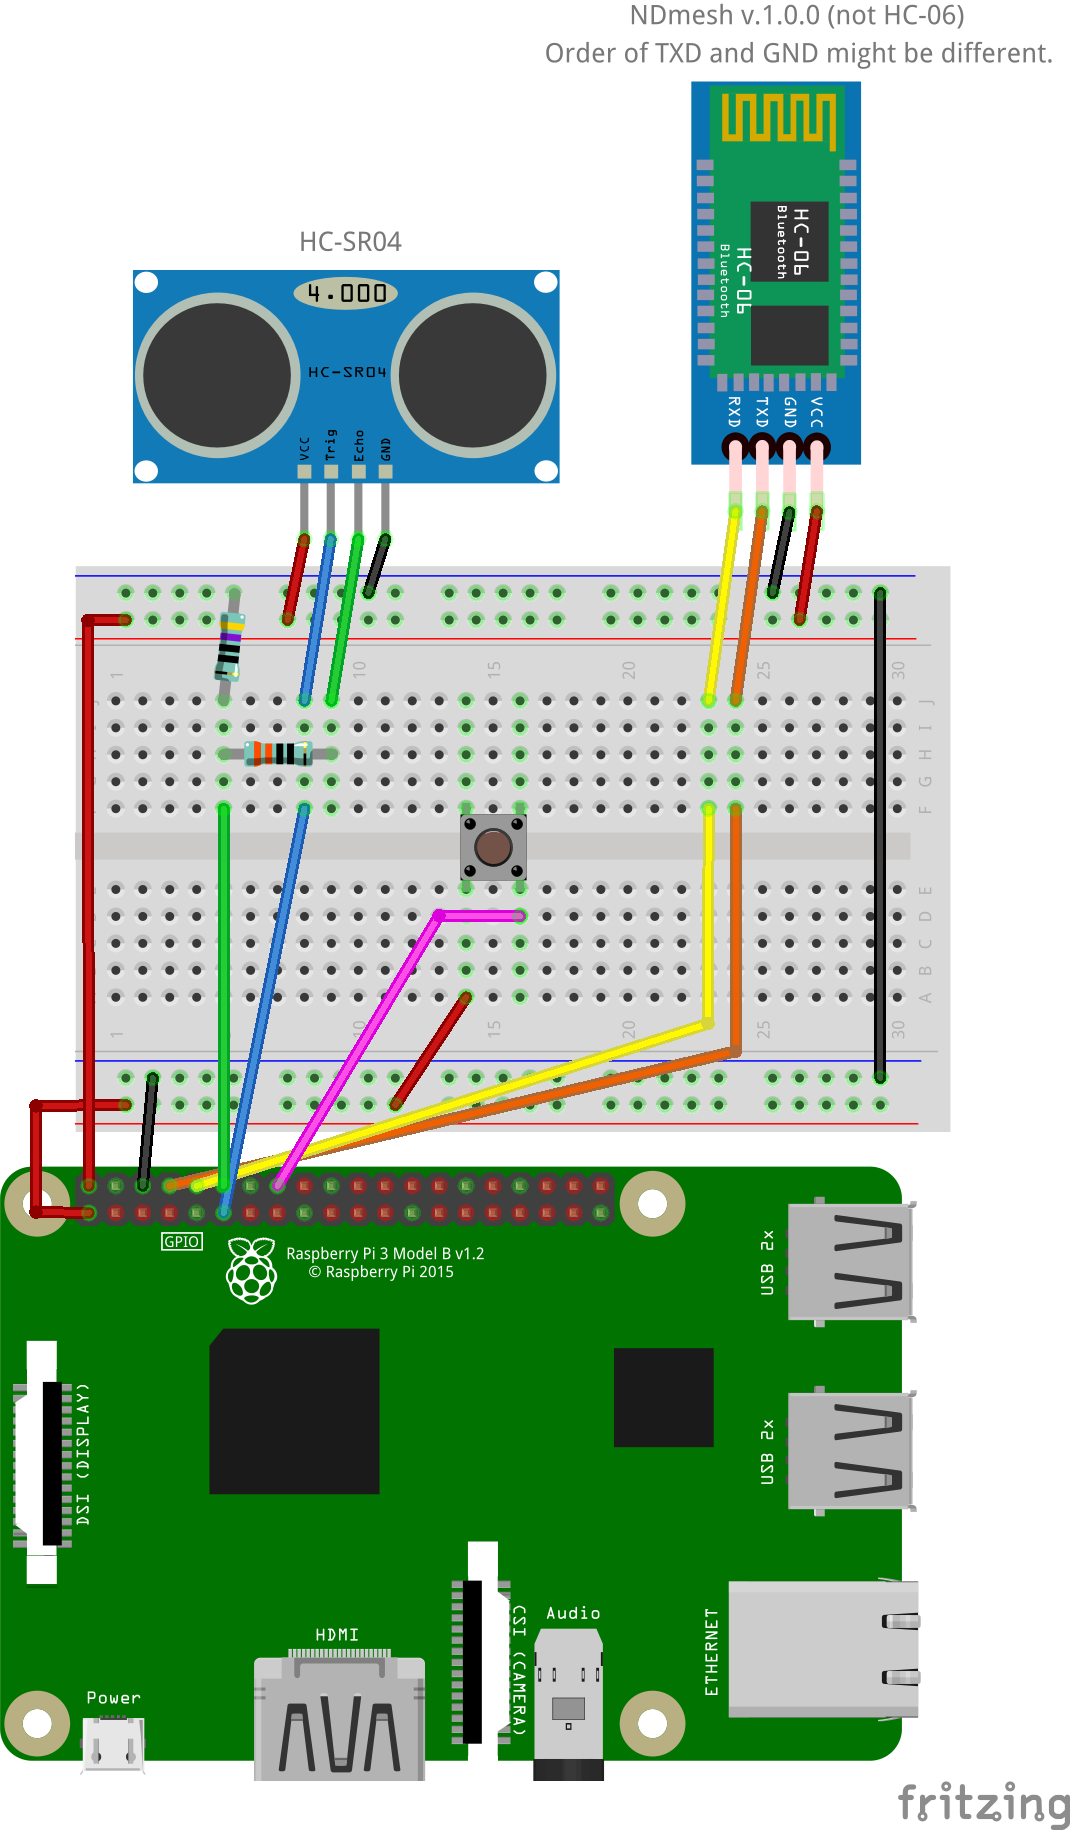 NDmesh v.1.0.0 (not HC-06)
Order of TXD and GND might be different.
HC-06
Bluetooth
HC-06
Bluetooth
RXD
TXD
GND
VCC
HC-SR04
4.000
HC-SR04
VCC
Trig
Echo
GND
1
10
15
20
25
30
J
I
H
G
F
E
D
C
B
A
1
10
15
20
25
30
GPIO
Raspberry Pi 3 Model B v1.2
© Raspberry Pi 2015
USB 2x
USB 2x
DSI (DISPLAY)
CSI (CAMERA)
Audio
ETHERNET
HDMI
Power
fritzing